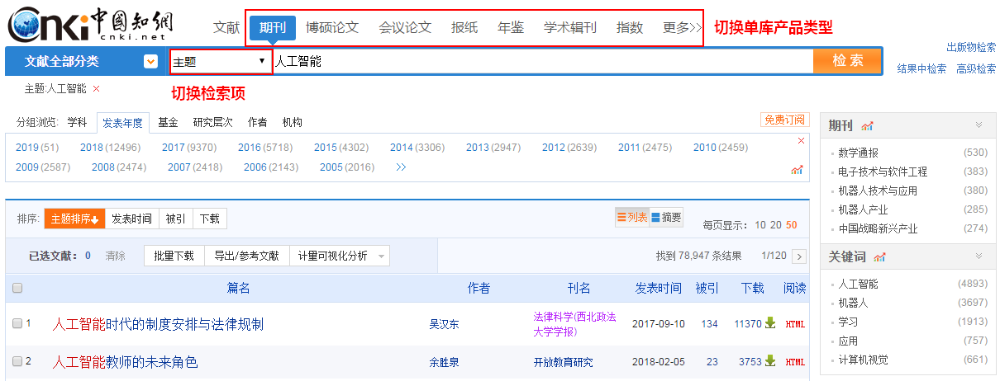 Cnki 中國知網
cnki.net
文献 期刊 博硕论文 会议论文 报纸 年鉴 学术辑刊 指数 更多>> 切换单库产品类型
出版物检索
文献全部分类 主题 人工智能 检索
结果中检索 高级检索
主题:人工智能 ×
切换检索项
分组浏览: 学科 发表年度 基金 研究层次 作者 机构 免费订阅
2019 (51) 2018 (12496) 2017 (9370) 2016 (5718) 2015 (4302) 2014 (3306) 2013 (2947) 2012 (2639) 2011 (2475) 2010 (2459)
2009 (2587) 2008 (2474) 2007 (2418) 2006 (2143) 2005 (2016) >>
排序: 主题排序 发表时间 被引 下载 列表 摘要 每页显示: 10 20 50
已选文献: 0 清除 批量下载 导出/参考文献 计量可视化分析 找到 78,947 条结果 1/120 >
篇名 作者 刊名 发表时间 被引 下载 阅读
1 人工智能时代的制度安排与法律规制 吴汉东 法律科学(西北政法大学学报) 2017-09-10 134 11370 HTML
2 人工智能教师的未来角色 余胜泉 开放教育研究 2018-02-05 23 3753 HTML
期刊
数学通报 (530)
电子技术与软件工程 (383)
机器人技术与应用 (380)
机器人产业 (285)
中国战略新兴产业 (274)
关键词
人工智能 (4893)
机器人 (3697)
学习 (1913)
应用 (757)
计算机视觉 (661)